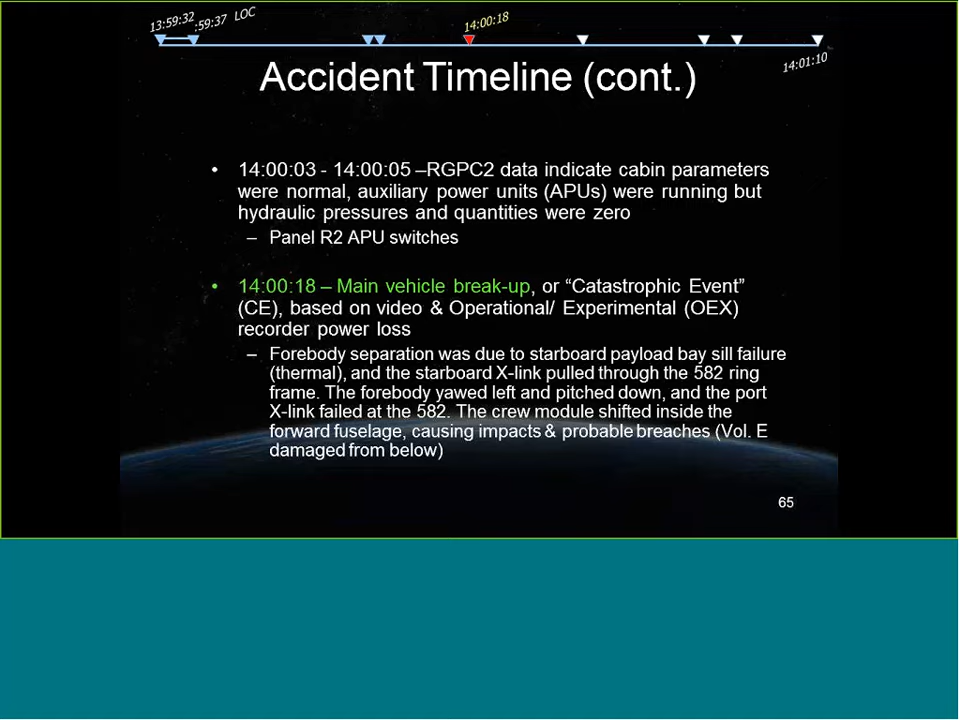 13:59:32
:59:37 LOC
14:00:18
14:01:10
Accident Timeline (cont.)
• 14:00:03 - 14:00:05 –RGPC2 data indicate cabin parameters
were normal, auxiliary power units (APUs) were running but
hydraulic pressures and quantities were zero
– Panel R2 APU switches
• 14:00:18 – Main vehicle break-up, or “Catastrophic Event”
(CE), based on video & Operational/ Experimental (OEX)
recorder power loss
– Forebody separation was due to starboard payload bay sill failure
(thermal), and the starboard X-link pulled through the 582 ring
frame. The forebody yawed left and pitched down, and the port
X-link failed at the 582. The crew module shifted inside the
forward fuselage, causing impacts & probable breaches (Vol. E
damaged from below)
65